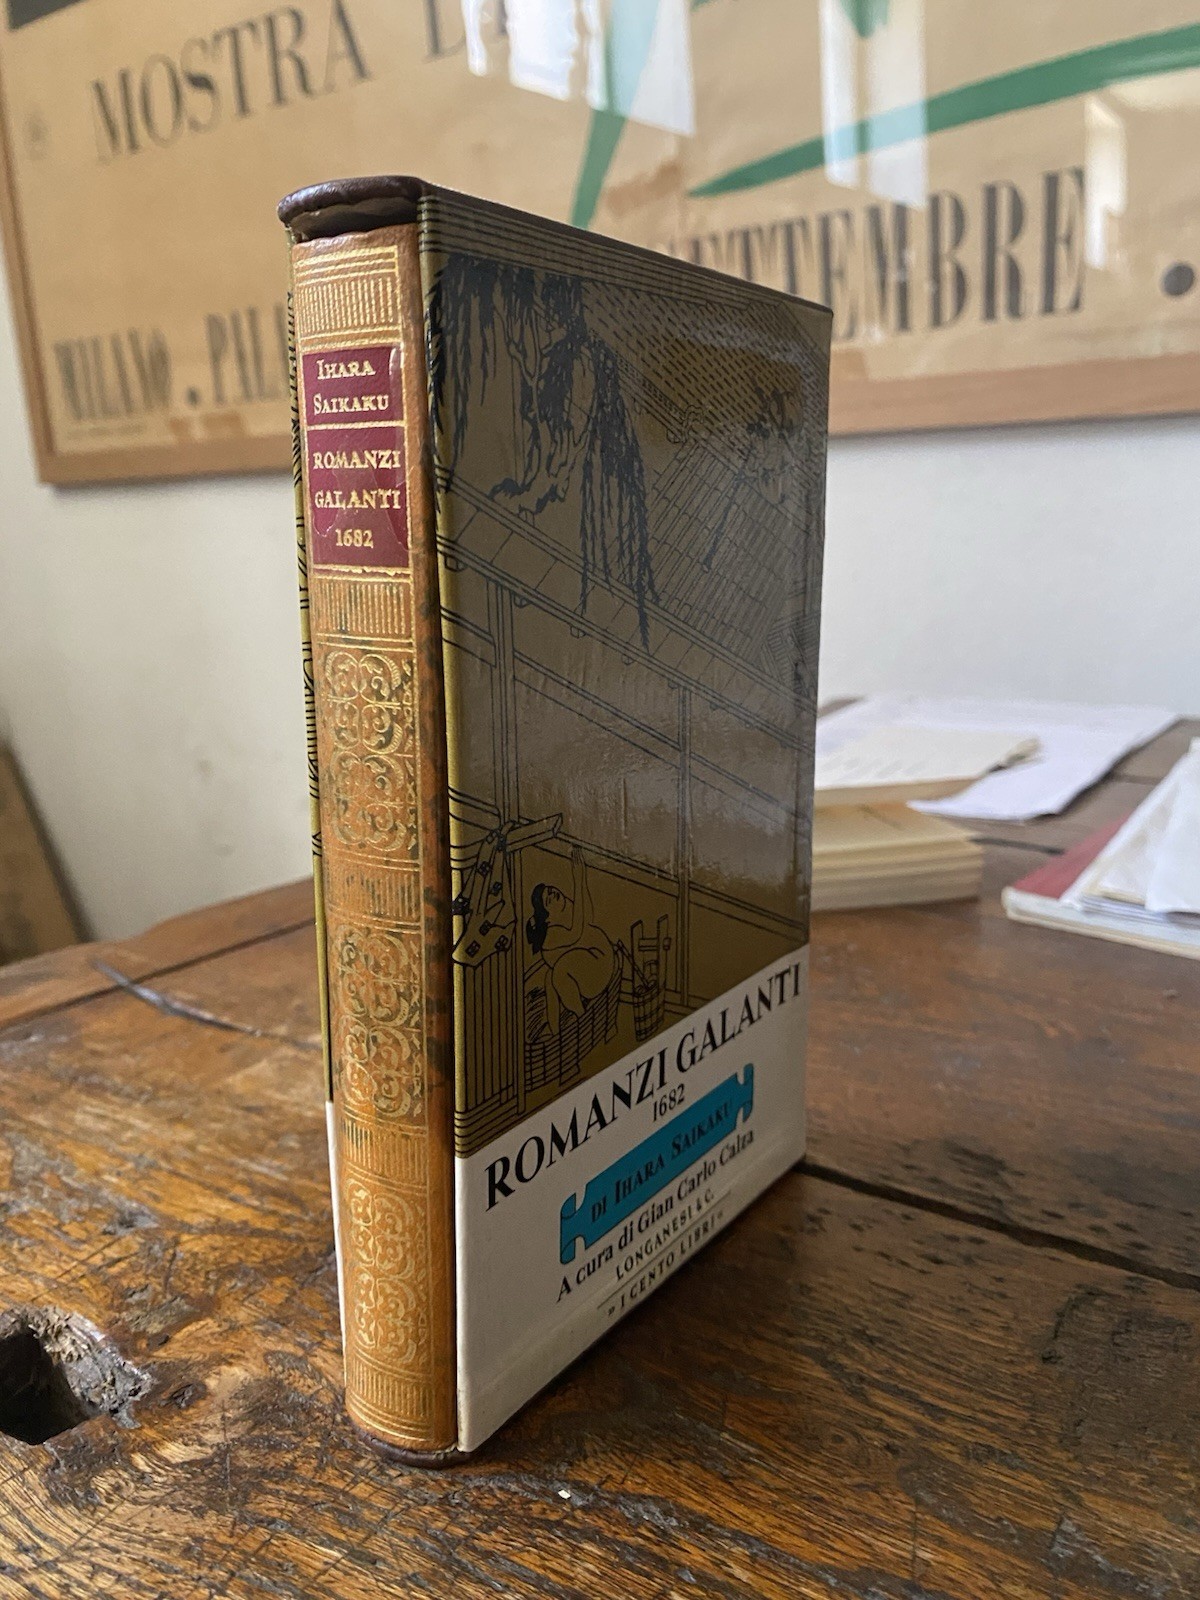 MOSTRA
SETTEMBRE .
MILANO . PAL
IHARA
SAIKAKU
ROMANZI
GALANTI
1682
ROMANZI GALANTI
1682
DI IHARA SAIKAKU
A cura di Gian Carlo Calza
LONGANESI & C.
» I CENTO LIBRI «